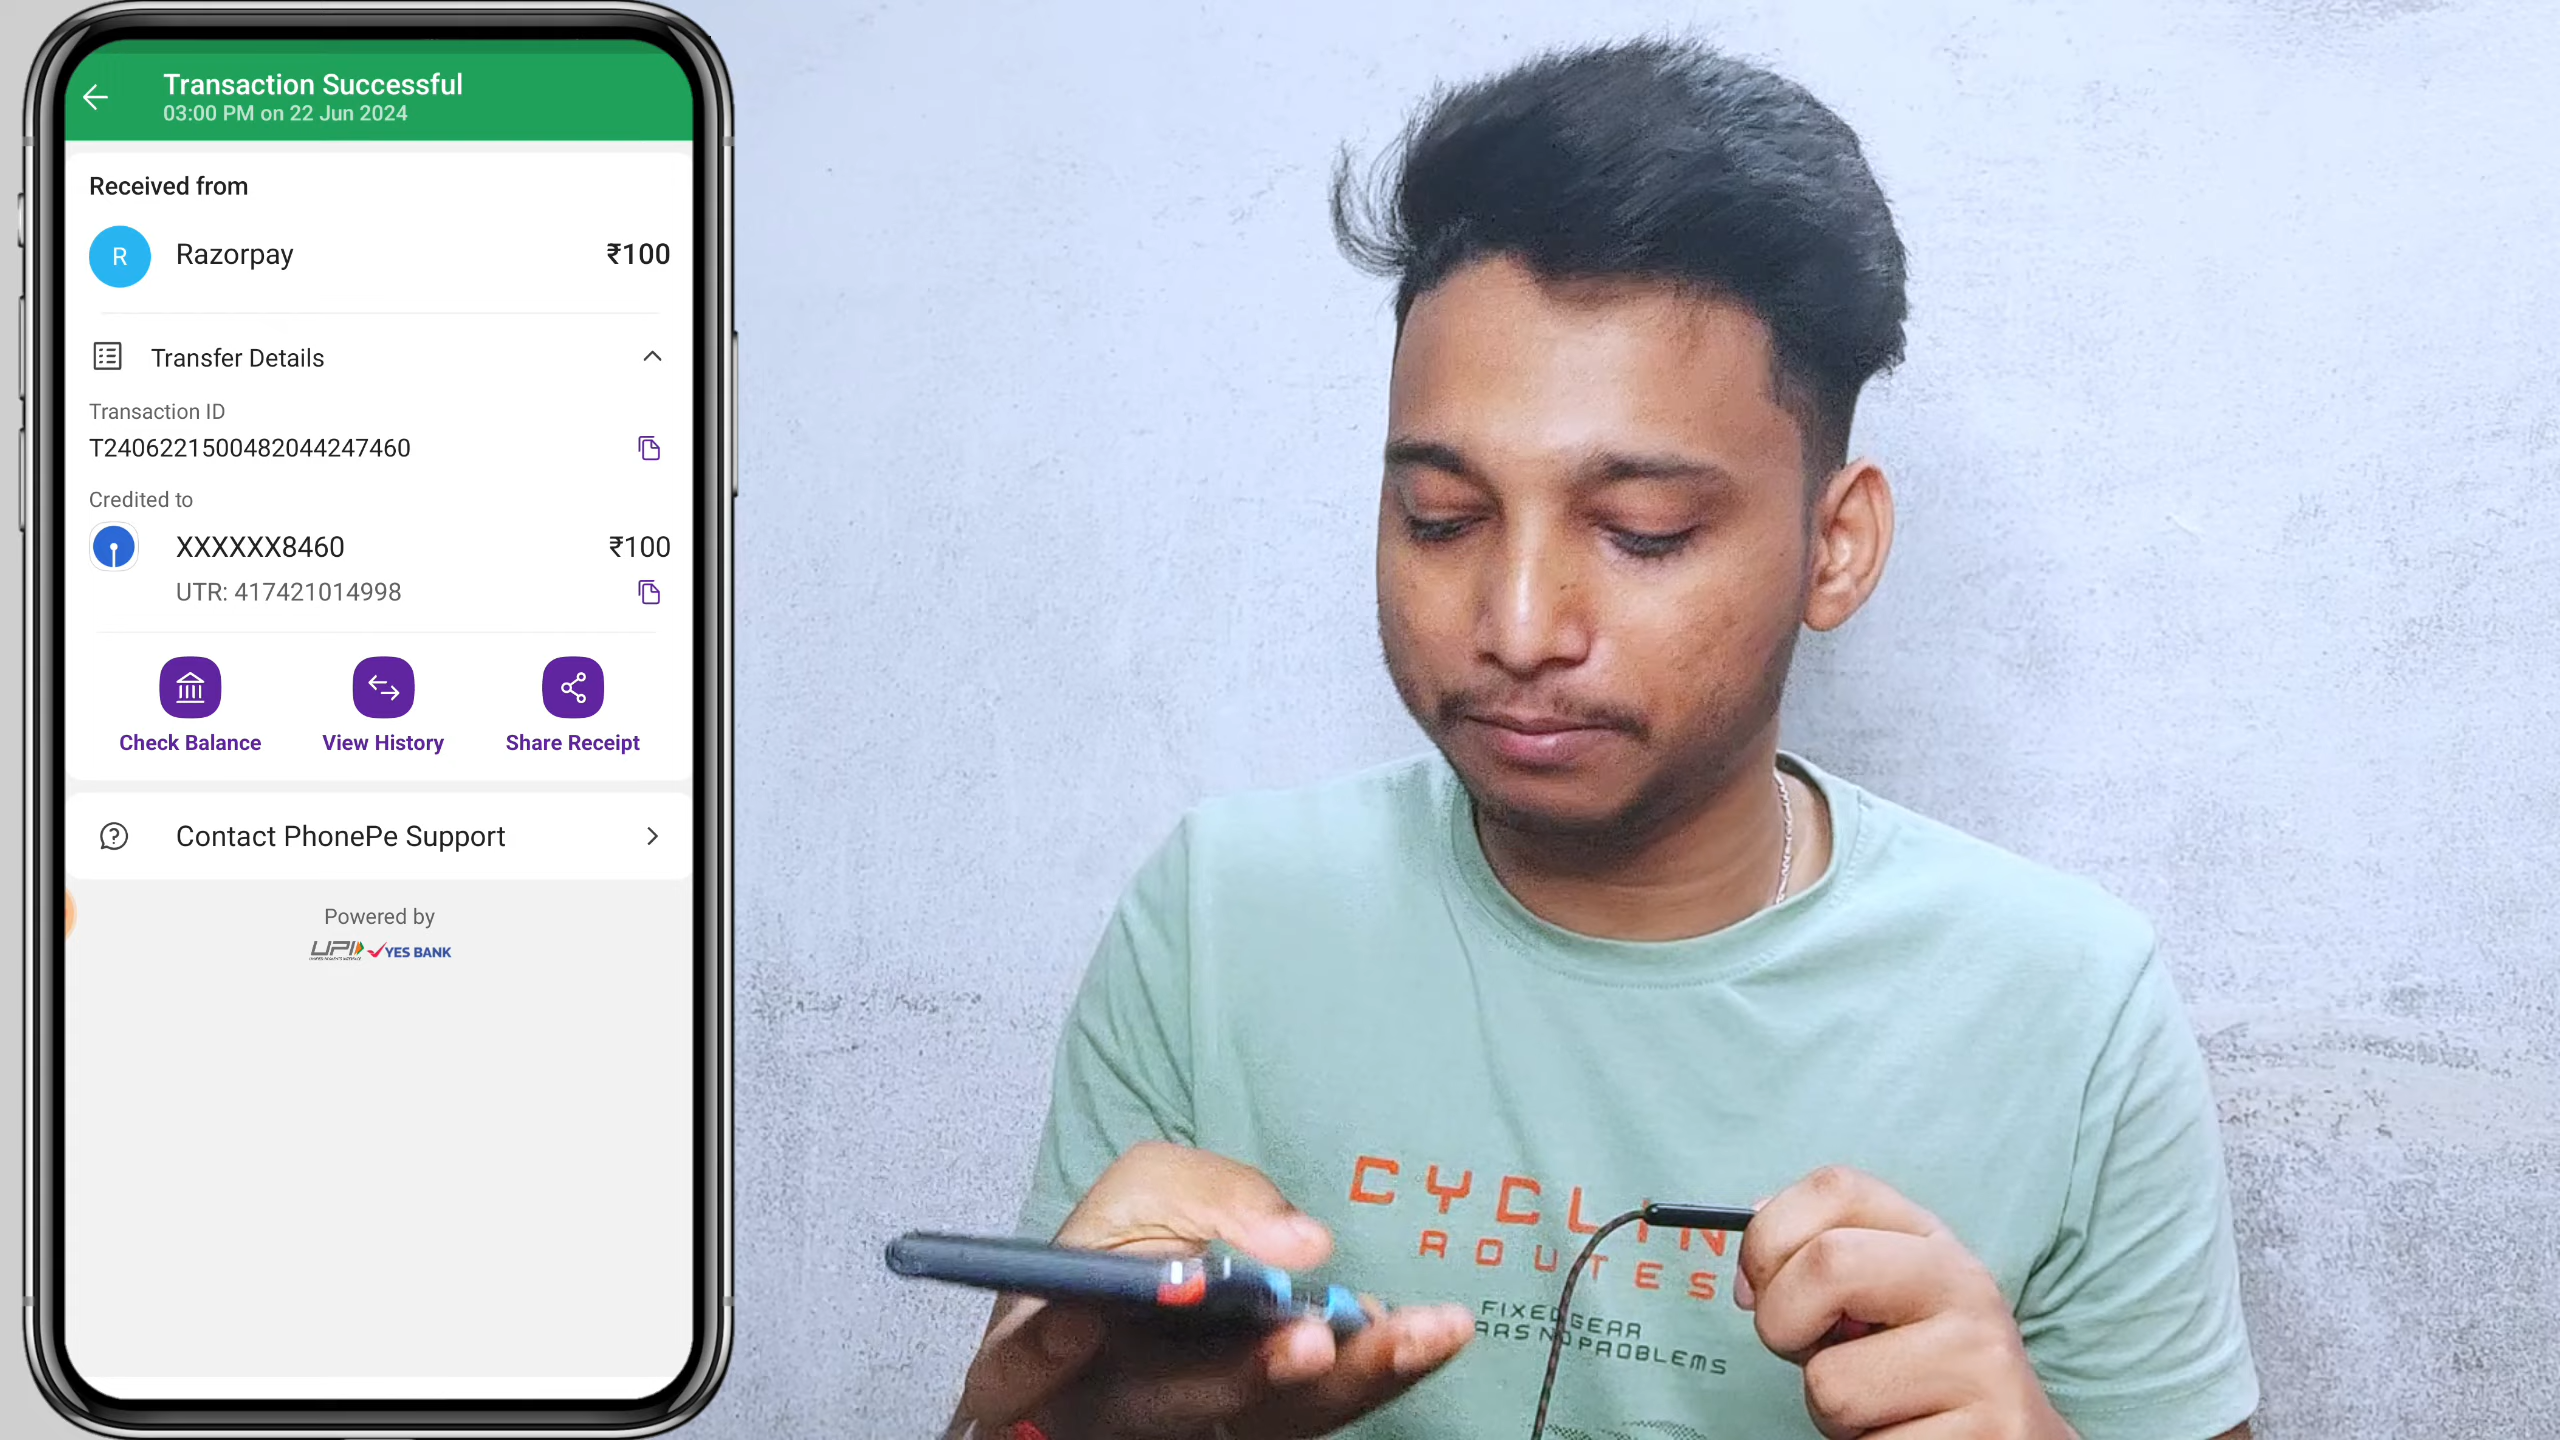 Transaction Successful
03:00 PM on 22 Jun 2024
Received from
R
Razorpay
₹100
Transfer Details
Transaction ID
T2406221500482044247460
Credited to
XXXXXX8460
₹100
UTR: 417421014998
Check Balance
View History
Share Receipt
Contact PhonePe Support
Powered by
UPI YES BANK
CYCLIN
ROUTES
FIXEDGEAR
ARS NO PROBLEMS